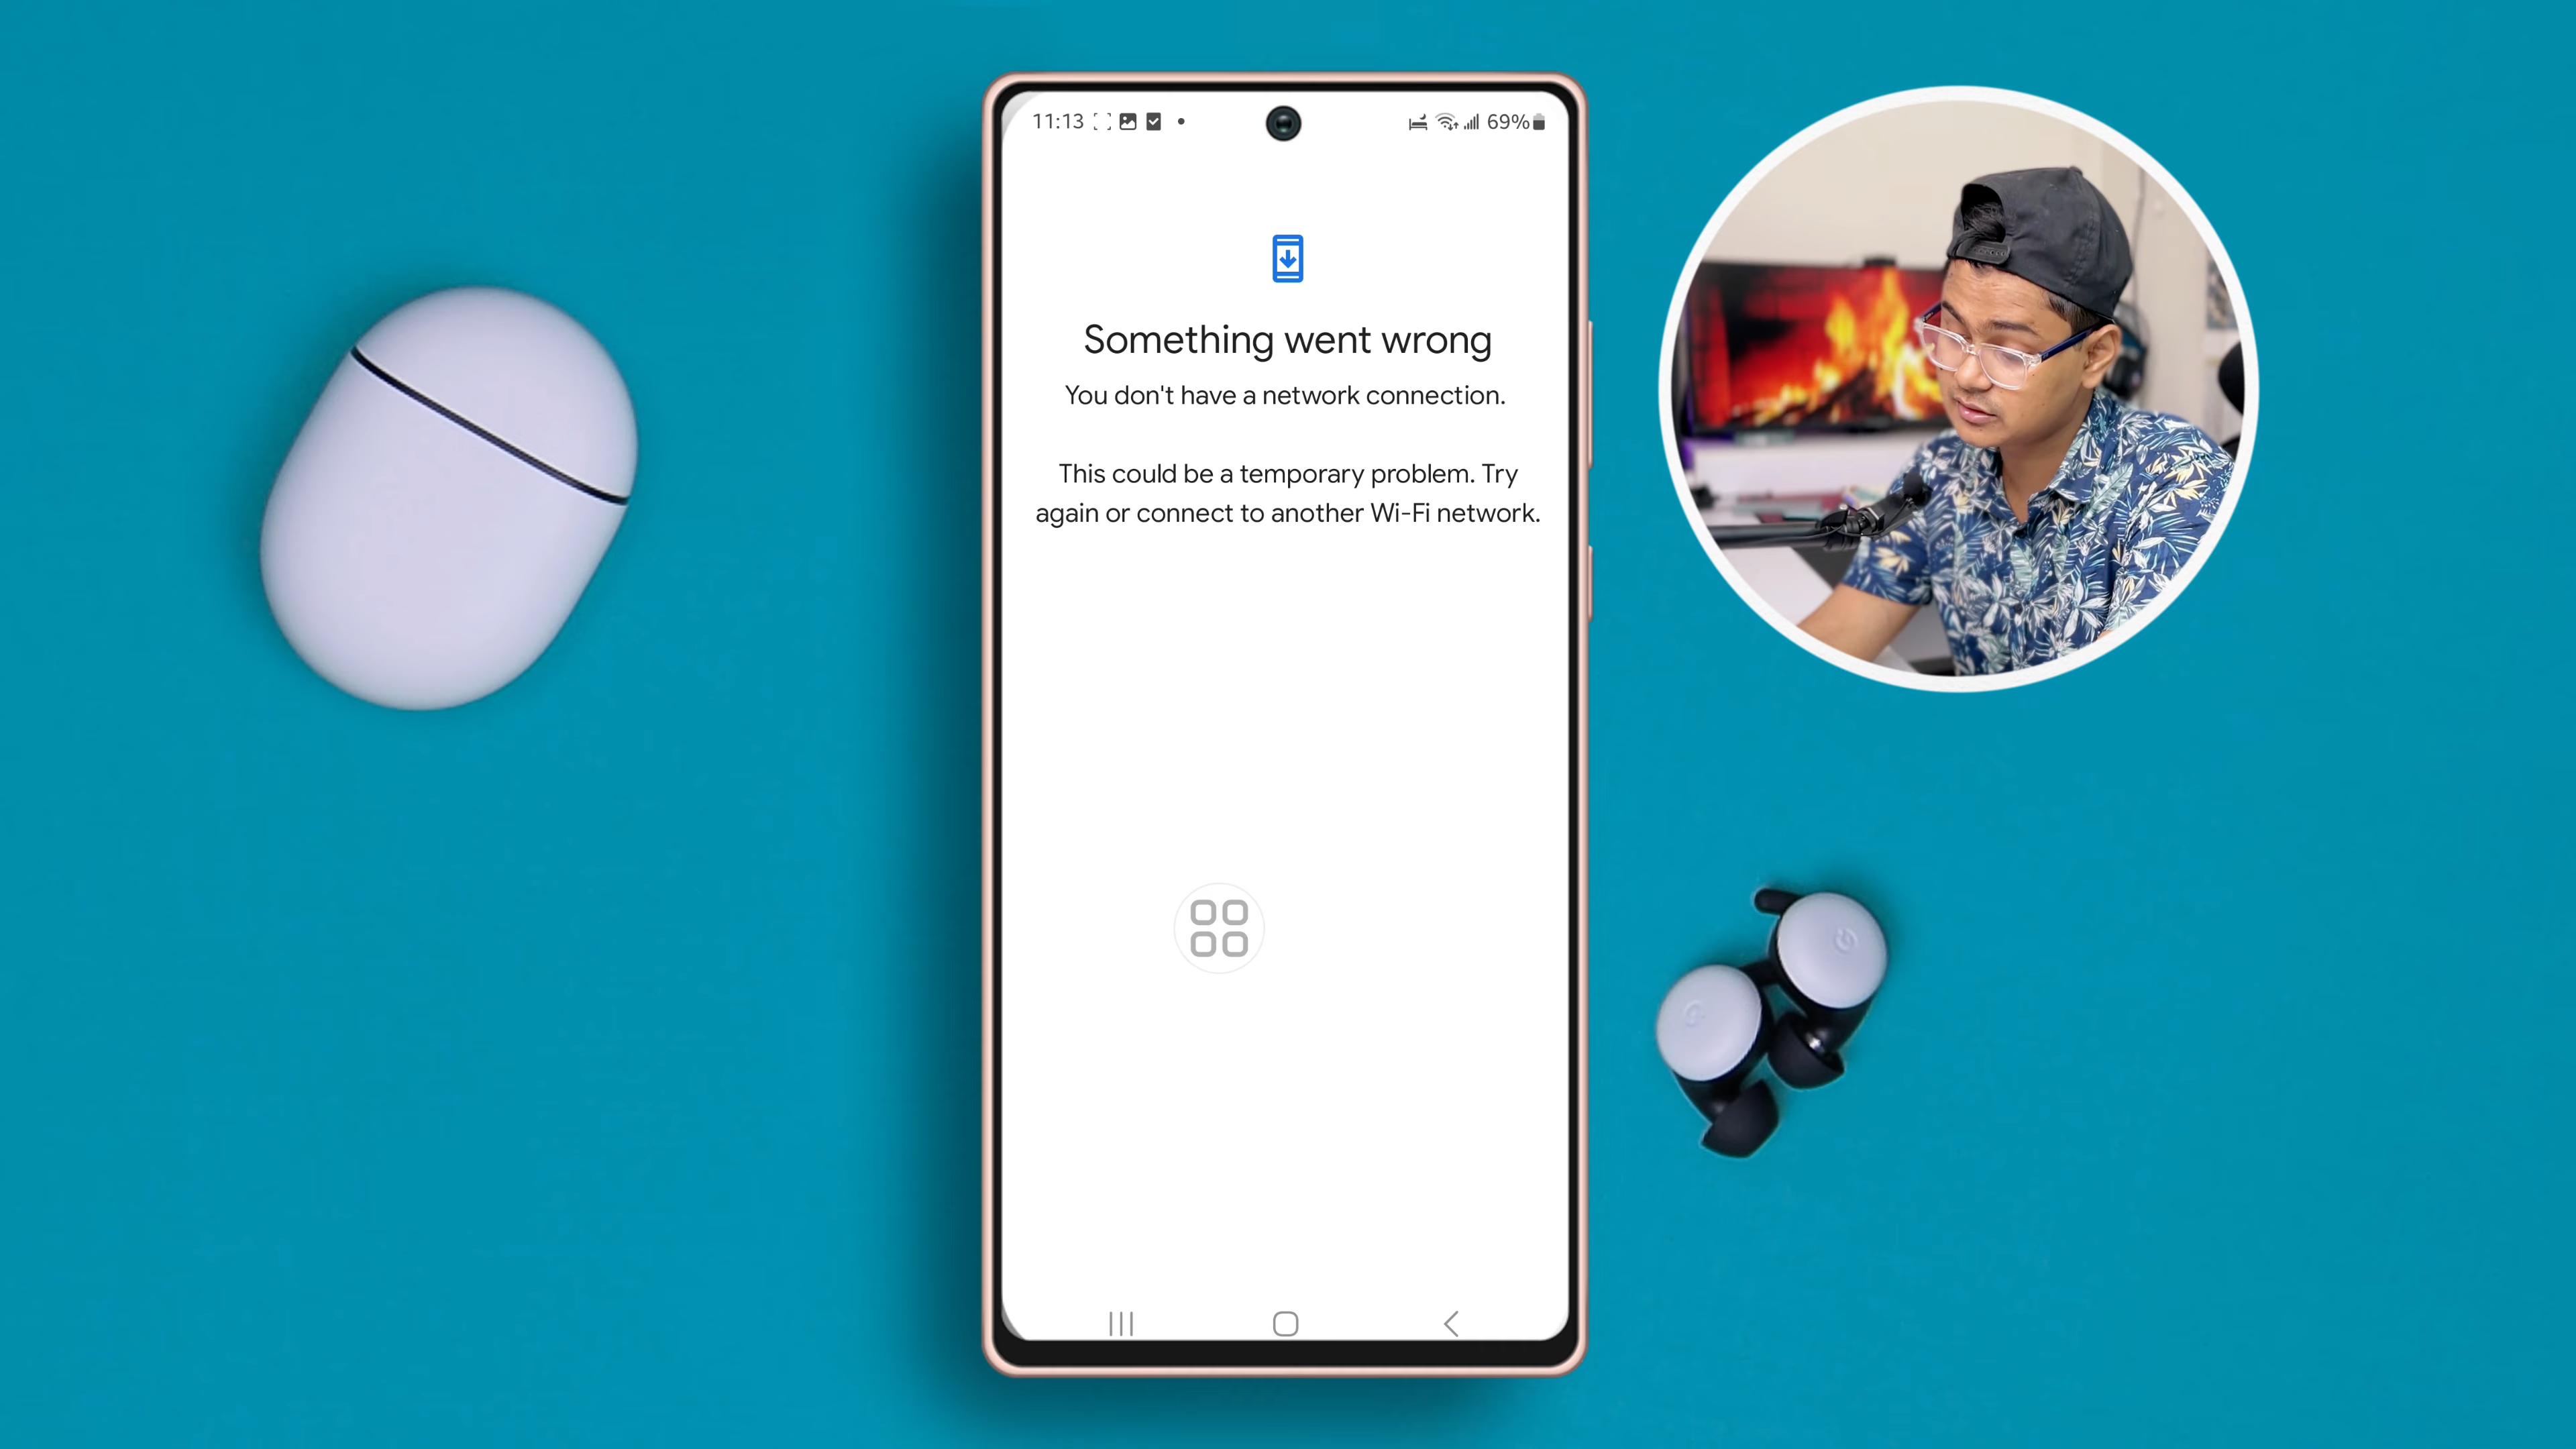 11:13 69%
Something went wrong
You don't have a network connection.
This could be a temporary problem. Try
again or connect to another Wi-Fi network.